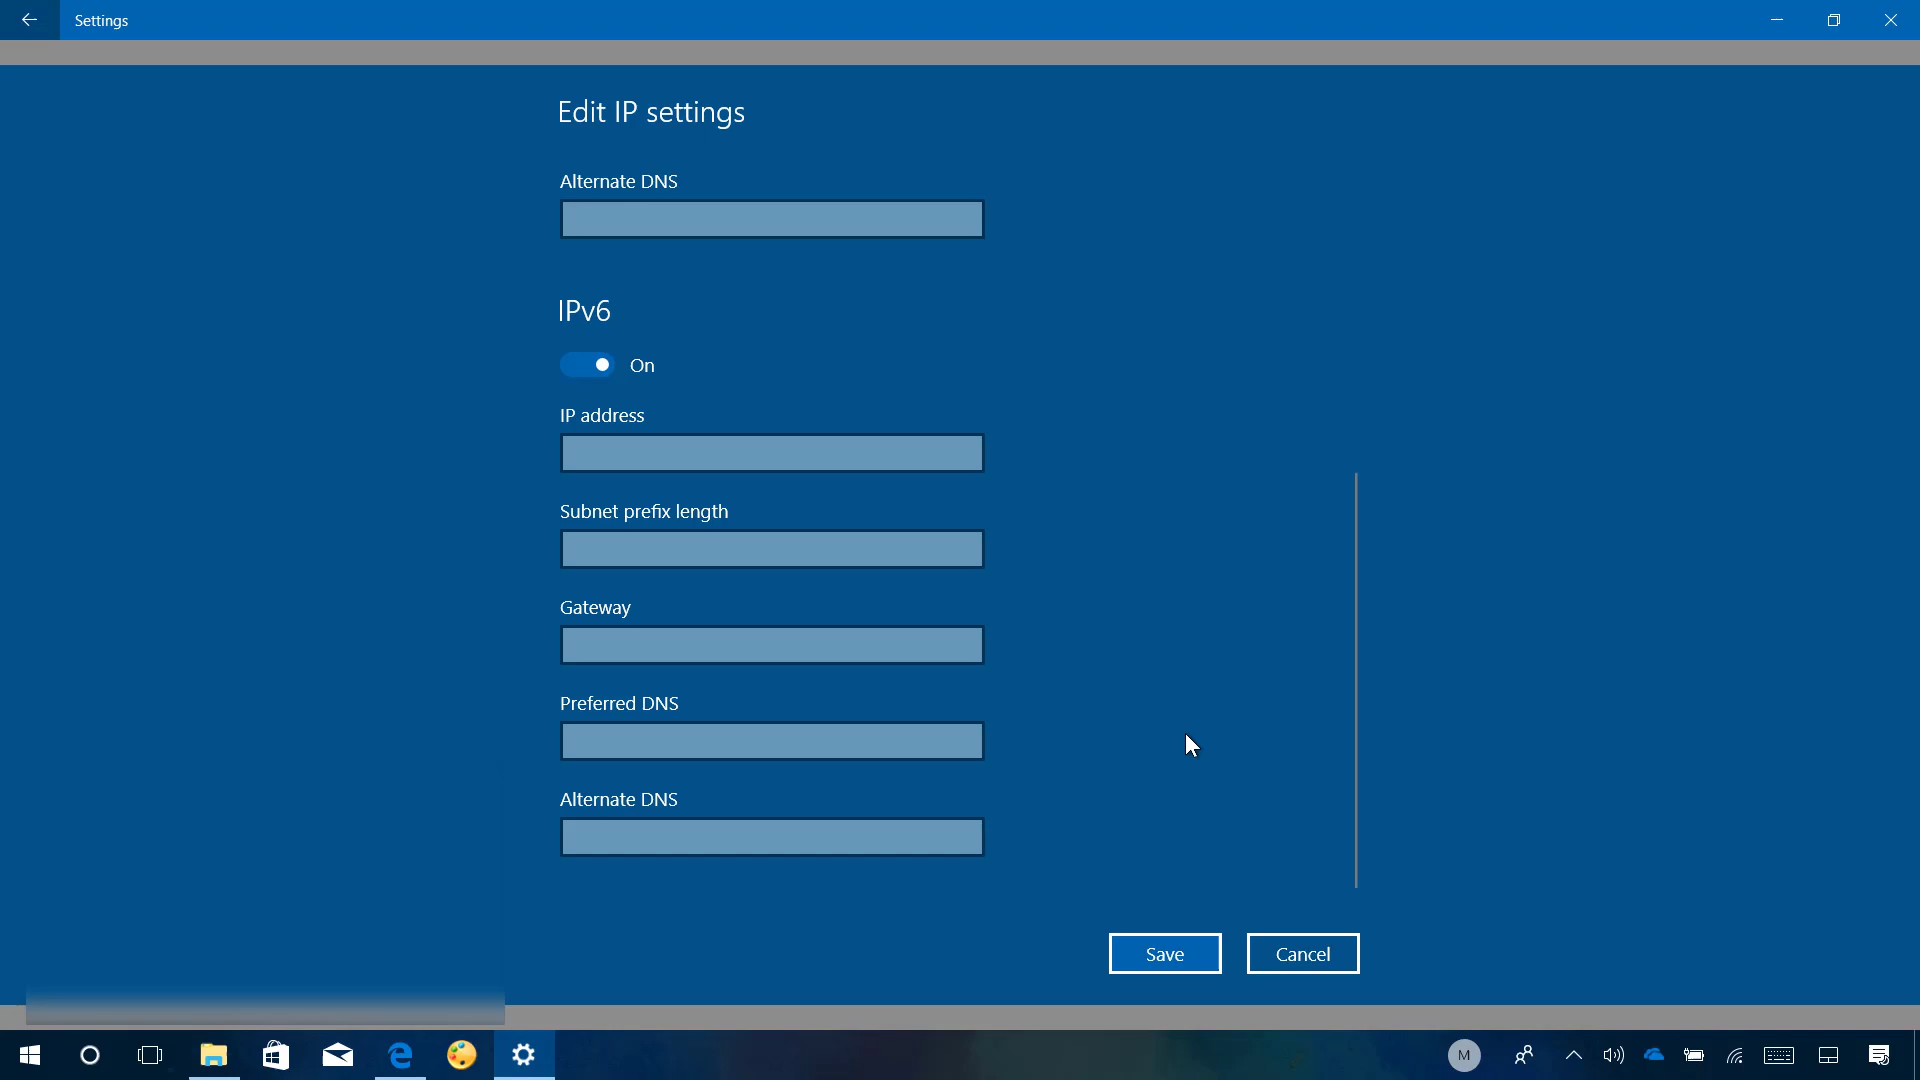 Settings
Edit IP settings
Alternate DNS
IPv6
On
IP address
Subnet prefix length
Gateway
Preferred DNS
Alternate DNS
Save Cancel
M